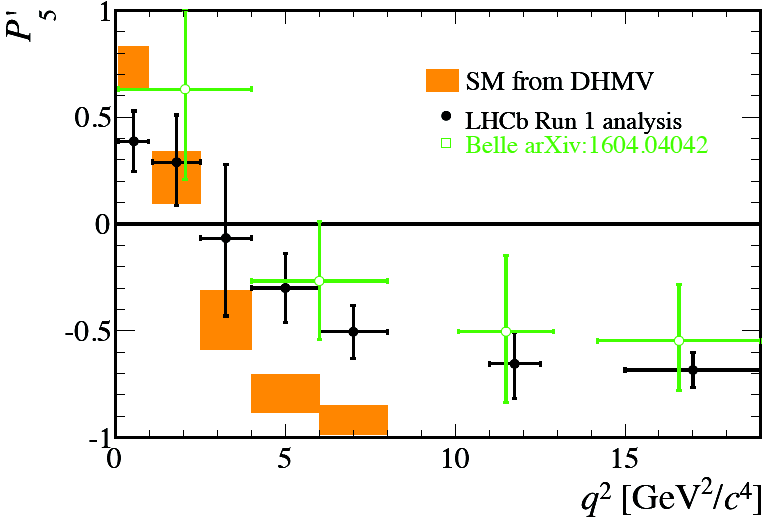 P'5
1
0.5
0
-0.5
-1
SM from DHMV
LHCb Run 1 analysis
Belle arXiv:1604.04042
0 5 10 15
q² [GeV²/c⁴]